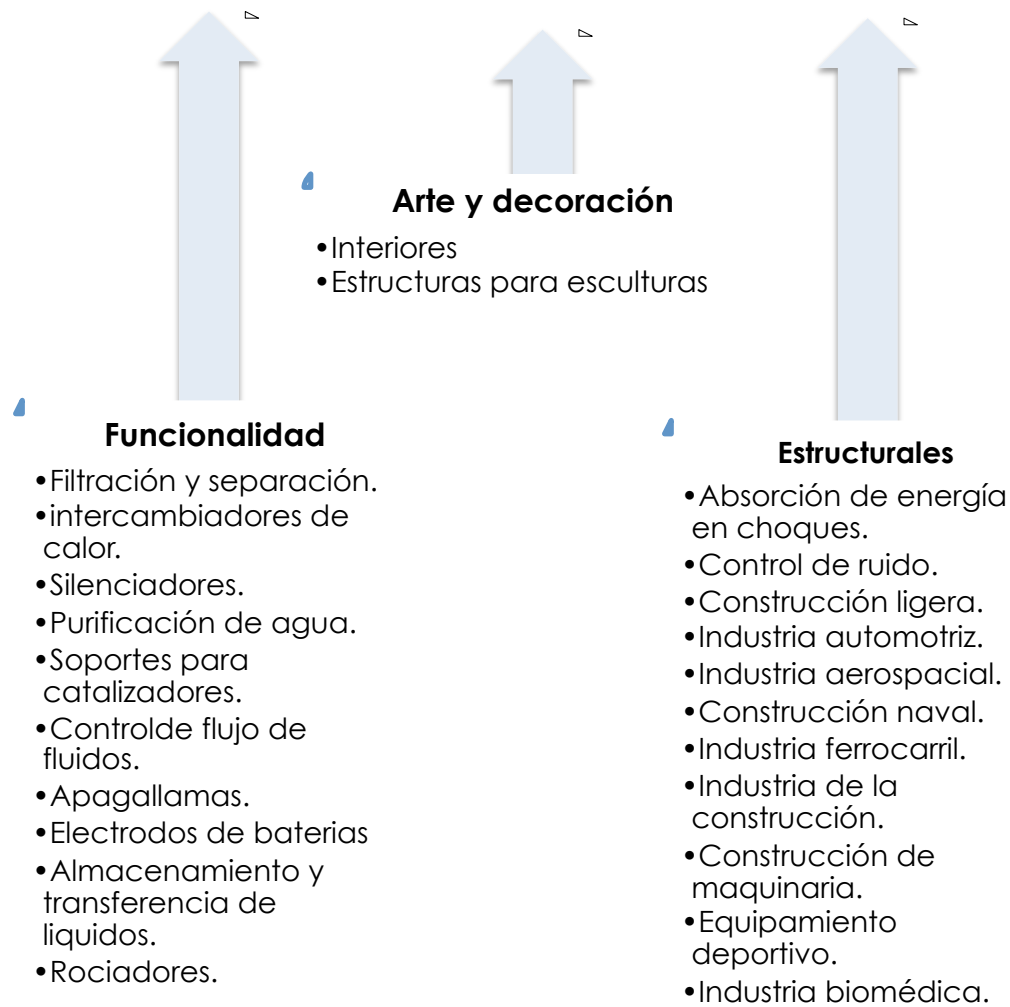 Arte y decoración
•Interiores
•Estructuras para esculturas
Funcionalidad
•Filtración y separación.
•intercambiadores de
calor.
•Silenciadores.
•Purificación de agua.
•Soportes para
catalizadores.
•Controlde flujo de
fluidos.
•Apagallamas.
•Electrodos de baterias
•Almacenamiento y
transferencia de
liquidos.
•Rociadores.
Estructurales
•Absorción de energía
en choques.
•Control de ruido.
•Construcción ligera.
•Industria automotriz.
•Industria aerospacial.
•Construcción naval.
•Industria ferrocarril.
•Industria de la
construcción.
•Construcción de
maquinaria.
•Equipamiento
deportivo.
•Industria biomédica.